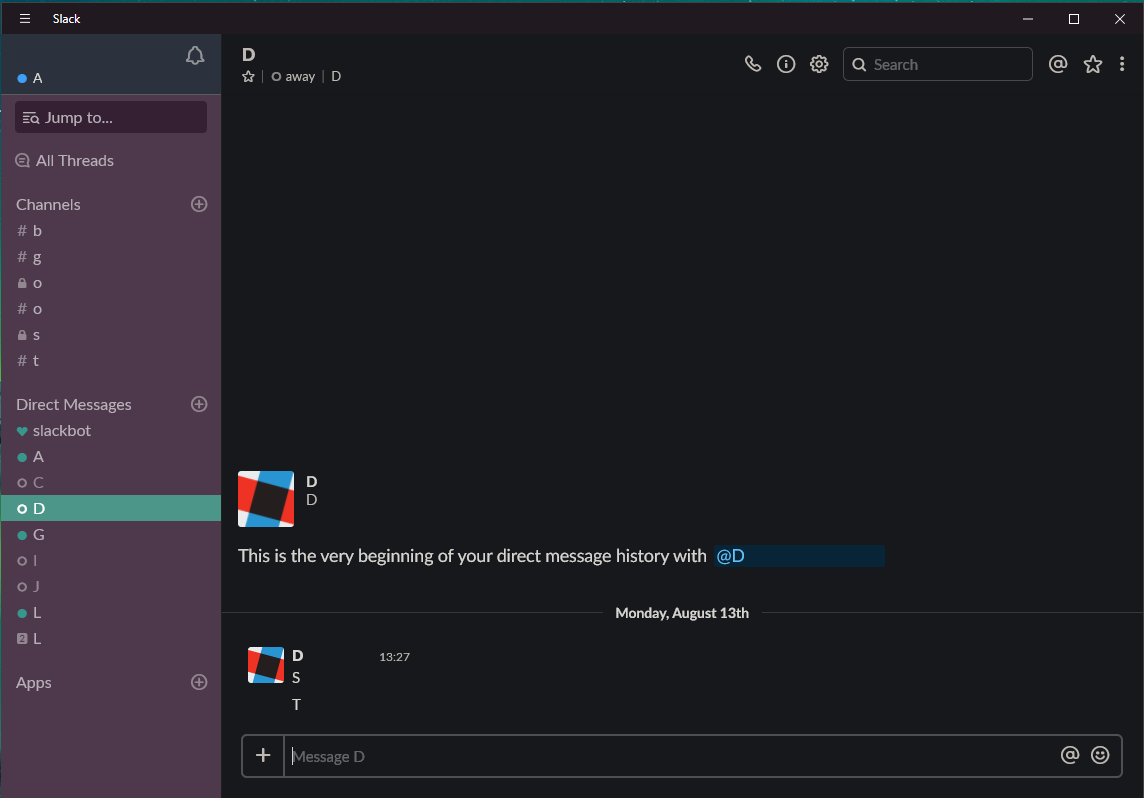 Slack
A
Jump to...
All Threads
Channels
# b
# g
o
# o
s
# t
Direct Messages
slackbot
A
C
D
G
I
J
L
2 L
Apps
D
away | D
Search
D
D
This is the very beginning of your direct message history with @D
Monday, August 13th
D 13:27
S
T
Message D